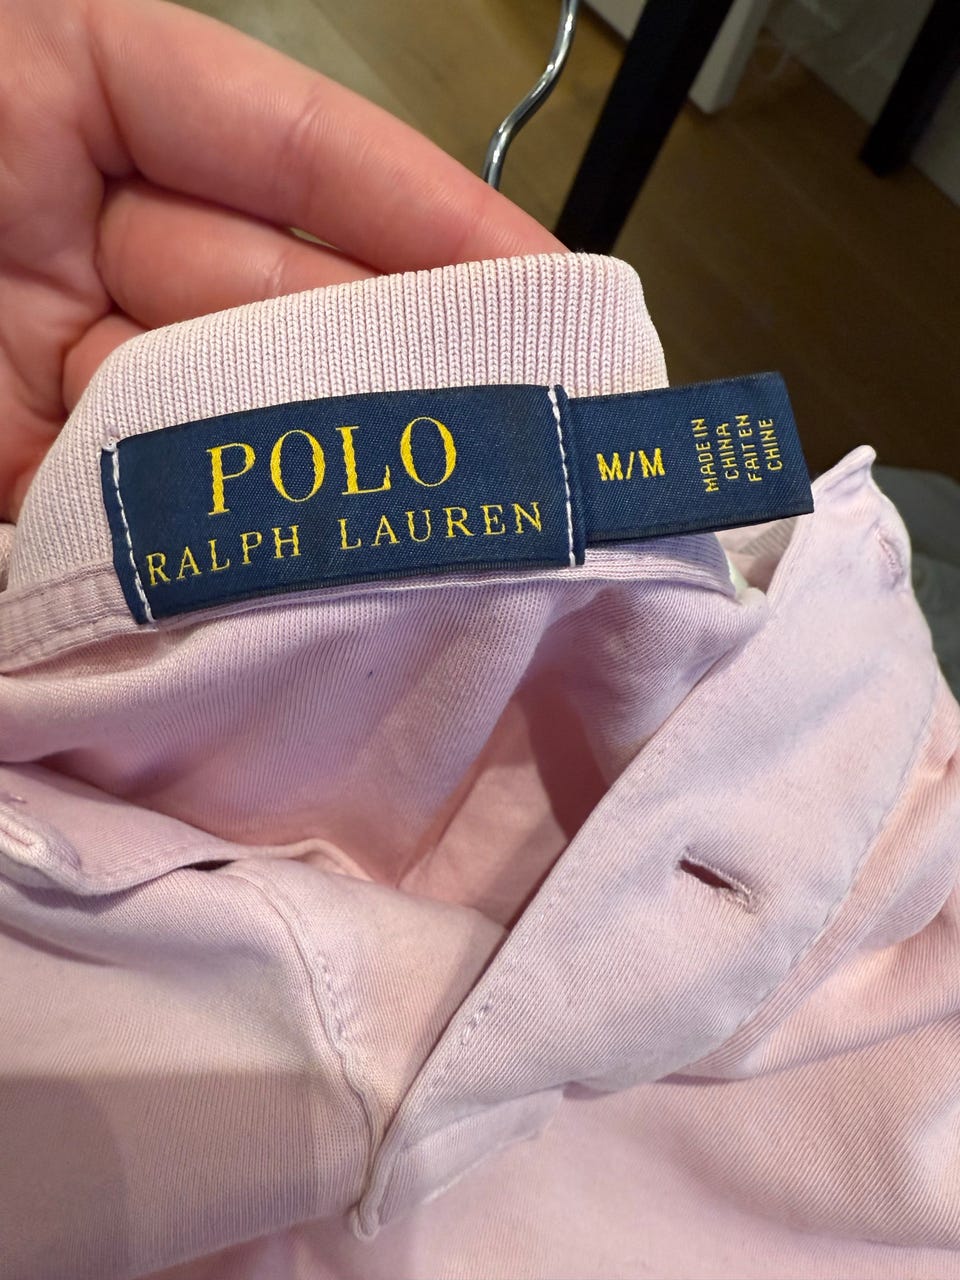 POLO
RALPH LAUREN
M/M
MADE IN
CHINA
FAIT EN
CHINE